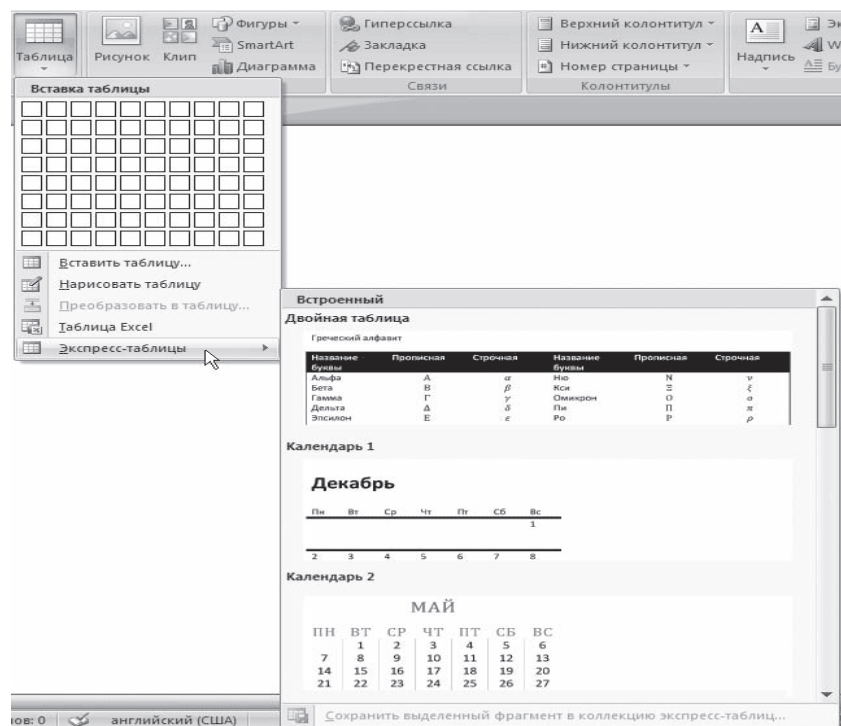 Таблица
Рисунок
Клип
Фигуры
SmartArt
Диаграмма
Гиперссылка
Закладка
Перекрестная ссылка
Связи
Верхний колонтитул
Нижний колонтитул
Номер страницы
Колонтитулы
A
Надпись
Вставка таблицы
Вставить таблицу...
Нарисовать таблицу
Преобразовать в таблицу...
Таблица Excel
Экспресс-таблицы
Встроенный
Двойная таблица
Греческий алфавит
Название буквы Прописная Строчная Название буквы Прописная Строчная
Альфа Α α Ню Ν ν
Бета Β β Кси Ξ ξ
Гамма Γ γ Омикрон Ο ο
Дельта Δ δ Пи Π π
Эпсилон Ε ε Ро Ρ ρ
Календарь 1
Декабрь
Пн Вт Ср Чт Пт Сб Вс
1
2 3 4 5 6 7 8
Календарь 2
МАЙ
ПН ВТ СР ЧТ ПТ СБ ВС
1 2 3 4 5 6
7 8 9 10 11 12 13
14 15 16 17 18 19 20
21 22 23 24 25 26 27
Сохранить выделенный фрагмент в коллекцию экспресс-таблиц...
нов: 0 английский (США)